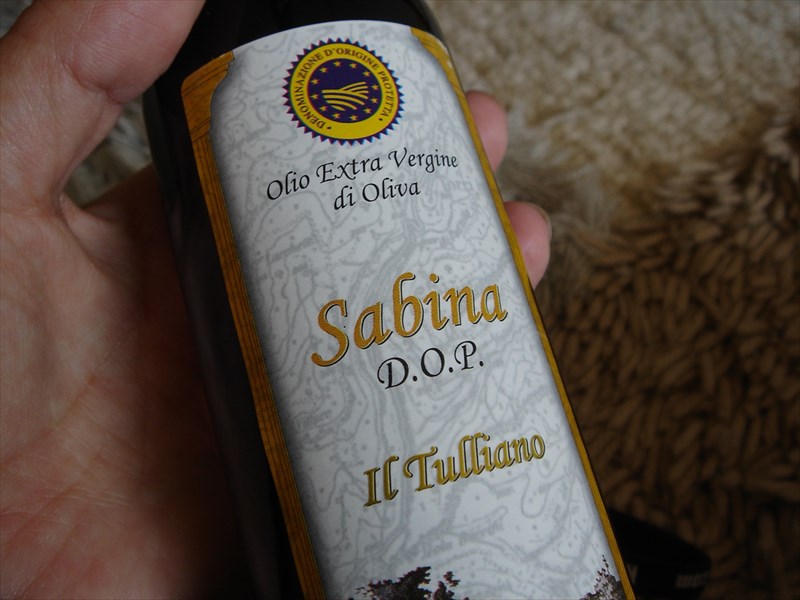 DENOMINAZIONE D'ORIGINE PROTETTA
Olio Extra Vergine
di Oliva
Sabina
D.O.P.
Il Tulliano